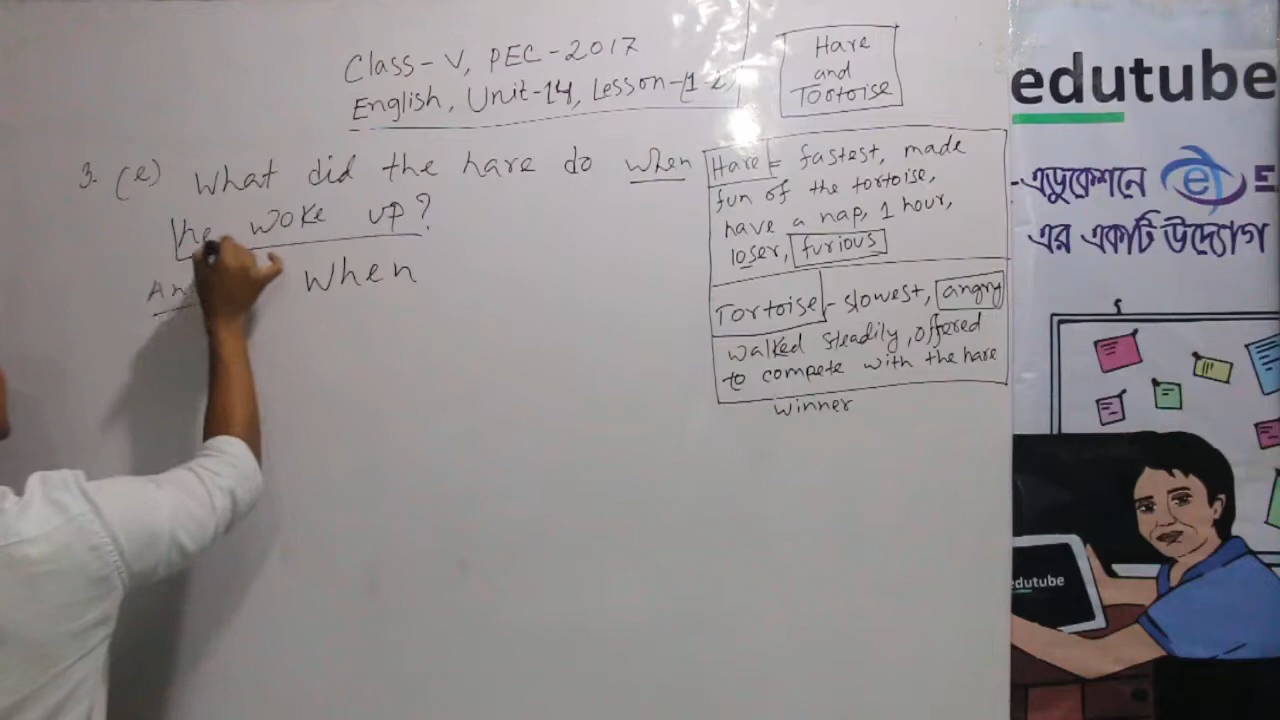 Class-V, PEC-2017
English, Unit-14, Lesson-(1-2)
Hare
and
Tortoise
3. (e) What did the hare do when
he woke up?
When
Hare = fastest, made
fun of the tortoise,
have a nap, 1 hour,
loser, furious
Tortoise - slowest, angry
walked steadily, offered
to compete with the hare
winner
edutube
এডুকেশনে e E
এর একটি উদ্যোগ
edutube